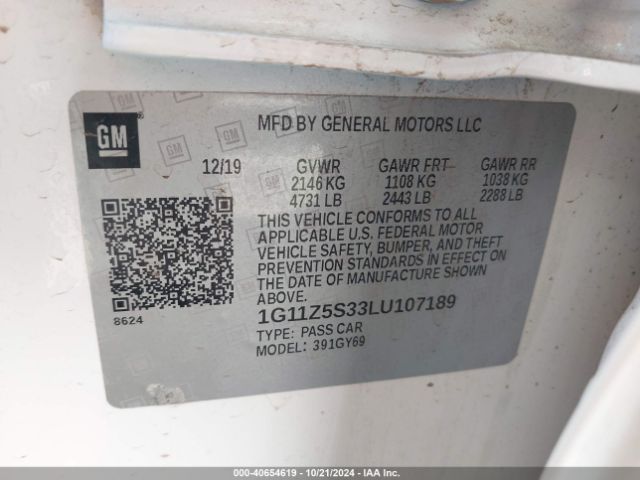 GM
MFD BY GENERAL MOTORS LLC
12/19 GVWR GAWR FRT GAWR RR
2146 KG 1108 KG 1038 KG
4731 LB 2443 LB 2288 LB
THIS VEHICLE CONFORMS TO ALL
APPLICABLE U.S. FEDERAL MOTOR
VEHICLE SAFETY, BUMPER, AND THEFT
PREVENTION STANDARDS IN EFFECT ON
THE DATE OF MANUFACTURE SHOWN
ABOVE.
8624
1G11Z5S33LU107189
TYPE: PASS CAR
MODEL: 391GY69
000-40654619 - 10/21/2024 - IAA Inc.